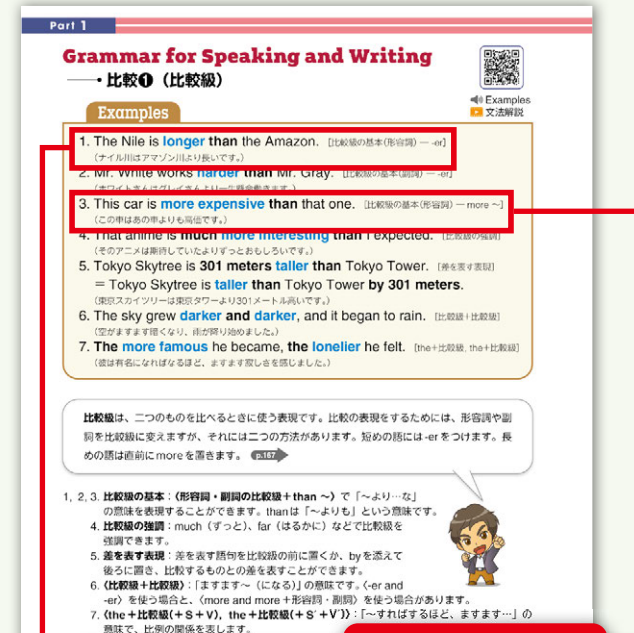 Part 1
Grammar for Speaking and Writing
比較❶（比較級）
Examples
文法解説
Examples
1. The Nile is longer than the Amazon. [比較級の基本(形容詞) — -er]
（ナイル川はアマゾン川より長いです。）
2. Mr. White works harder than Mr. Gray. [比較級の基本(副詞) — -er]
（ホワイトさんはグレイさんより一生懸命働きます。）
3. This car is more expensive than that one. [比較級の基本(形容詞) — more ～]
（この車はあの車よりも高価です。）
4. That anime is much more interesting than I expected. [比較級の強調]
（そのアニメは期待していたよりずっとおもしろいです。）
5. Tokyo Skytree is 301 meters taller than Tokyo Tower. [差を表す表現]
= Tokyo Skytree is taller than Tokyo Tower by 301 meters.
（東京スカイツリーは東京タワーより301メートル高いです。）
6. The sky grew darker and darker, and it began to rain. [比較級+比較級]
（空がますます暗くなり、雨が降り始めました。）
7. The more famous he became, the lonelier he felt. [the+比較級, the+比較級]
（彼は有名になればなるほど、ますます寂しさを感じました。）
比較級は、二つのものを比べるときに使う表現です。比較の表現をするためには、形容詞や副
詞を比較級に変えますが、それには二つの方法があります。短めの語には -er をつけます。長
めの語は直前に more を置きます。 p.167
1, 2, 3. 比較級の基本：〈形容詞・副詞の比較級＋than ～〉で「～より…な」
の意味を表現することができます。thanは「～よりも」という意味です。
4. 比較級の強調：much（ずっと）、far（はるかに）などで比較級を
強調できます。
5. 差を表す表現：差を表す語句を比較級の前に置くか、byを添えて
後ろに置き、比較するものとの差を表すことができます。
6. 〈比較級＋比較級〉：「ますます～（になる）」の意味です。〈-er and
-er〉を使う場合と、〈more and more＋形容詞・副詞〉を使う場合があります。
7. 〈the＋比較級(＋S＋V)， the＋比較級(＋S´＋V´)〉：「～すればするほど、ますます…」の
意味で、比例の関係を表します。